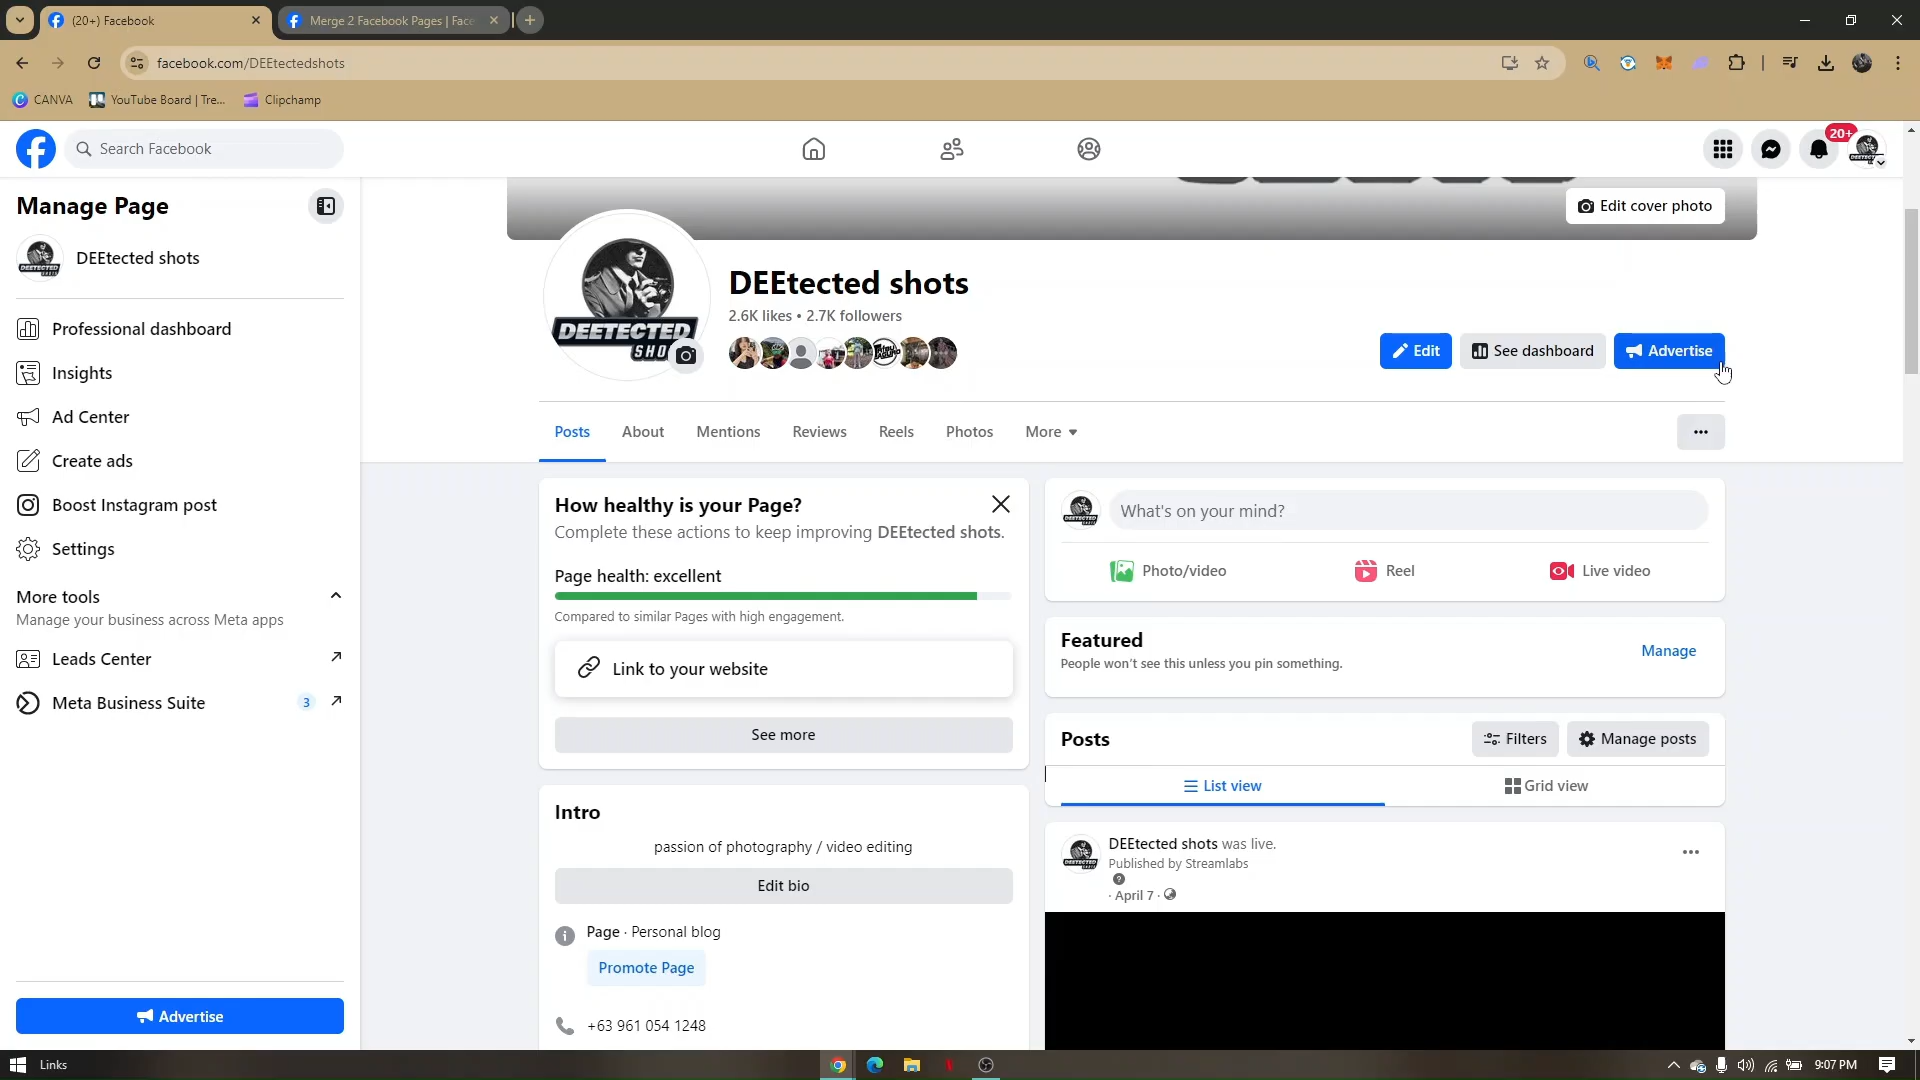 (20+) Facebook
Merge 2 Facebook Pages | Face
facebook.com/DEEtectedshots
CANVA
YouTube Board | Tre...
Clipchamp
Search Facebook
20+
Manage Page
DEEtected shots
Professional dashboard
Insights
Ad Center
Create ads
Boost Instagram post
Settings
More tools
Manage your business across Meta apps
Leads Center
Meta Business Suite 3
Advertise
Edit cover photo
DEETECTED
SHO
DEEtected shots
2.6K likes • 2.7K followers
Edit
See dashboard
Advertise
Posts About Mentions Reviews Reels Photos More
How healthy is your Page?
Complete these actions to keep improving DEEtected shots.
Page health: excellent
Compared to similar Pages with high engagement.
Link to your website
See more
Intro
passion of photography / video editing
Edit bio
Page · Personal blog
Promote Page
+63 961 054 1248
What's on your mind?
Photo/video
Reel
Live video
Featured
People won't see this unless you pin something.
Manage
Posts
Filters
Manage posts
List view
Grid view
DEEtected shots was live.
Published by Streamlabs
· April 7 ·
Links
9:07 PM